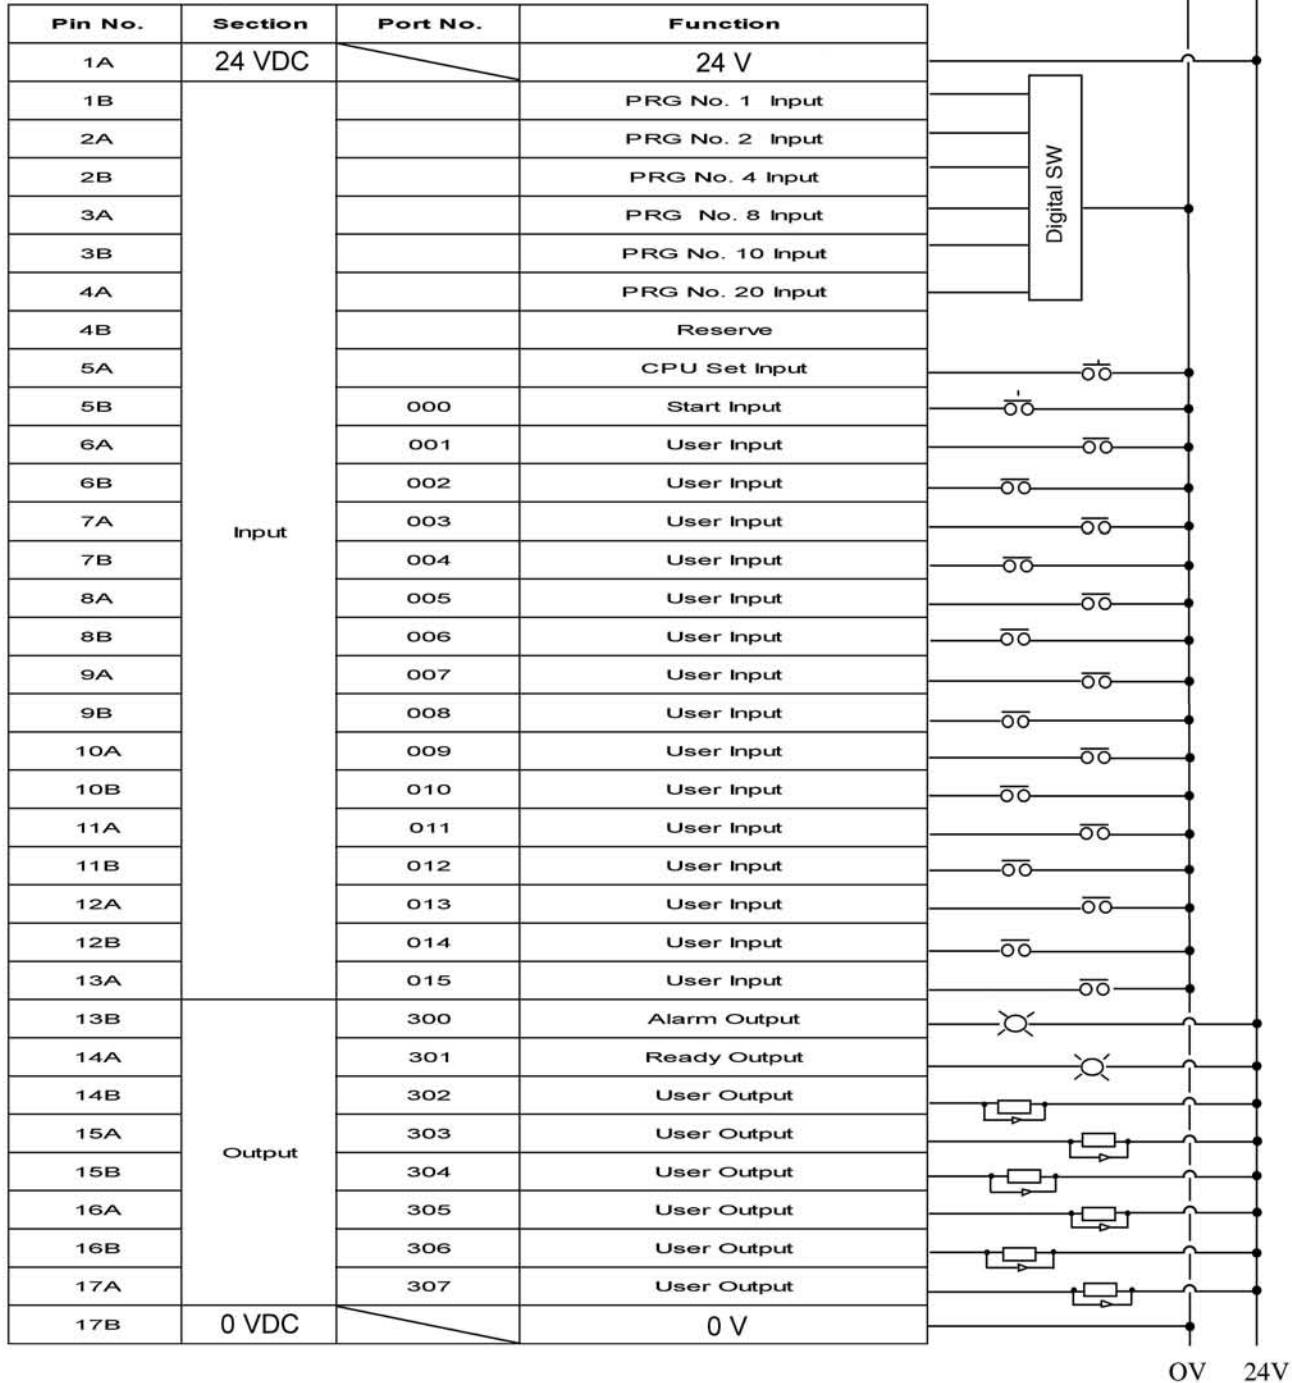 Pin No. Section Port No. Function
1A 24 VDC 24 V
1B PRG No. 1 Input
2A PRG No. 2 Input
2B PRG No. 4 Input
3A PRG No. 8 Input
3B PRG No. 10 Input
4A PRG No. 20 Input
Digital SW
4B Reserve
5A CPU Set Input
5B 000 Start Input
6A 001 User Input
6B 002 User Input
7A 003 User Input
Input
7B 004 User Input
8A 005 User Input
8B 006 User Input
9A 007 User Input
9B 008 User Input
10A 009 User Input
10B 010 User Input
11A 011 User Input
11B 012 User Input
12A 013 User Input
12B 014 User Input
13A 015 User Input
13B 300 Alarm Output
14A 301 Ready Output
14B 302 User Output
15A 303 User Output
Output
15B 304 User Output
16A 305 User Output
16B 306 User Output
17A 307 User Output
17B 0 VDC 0 V
OV 24V